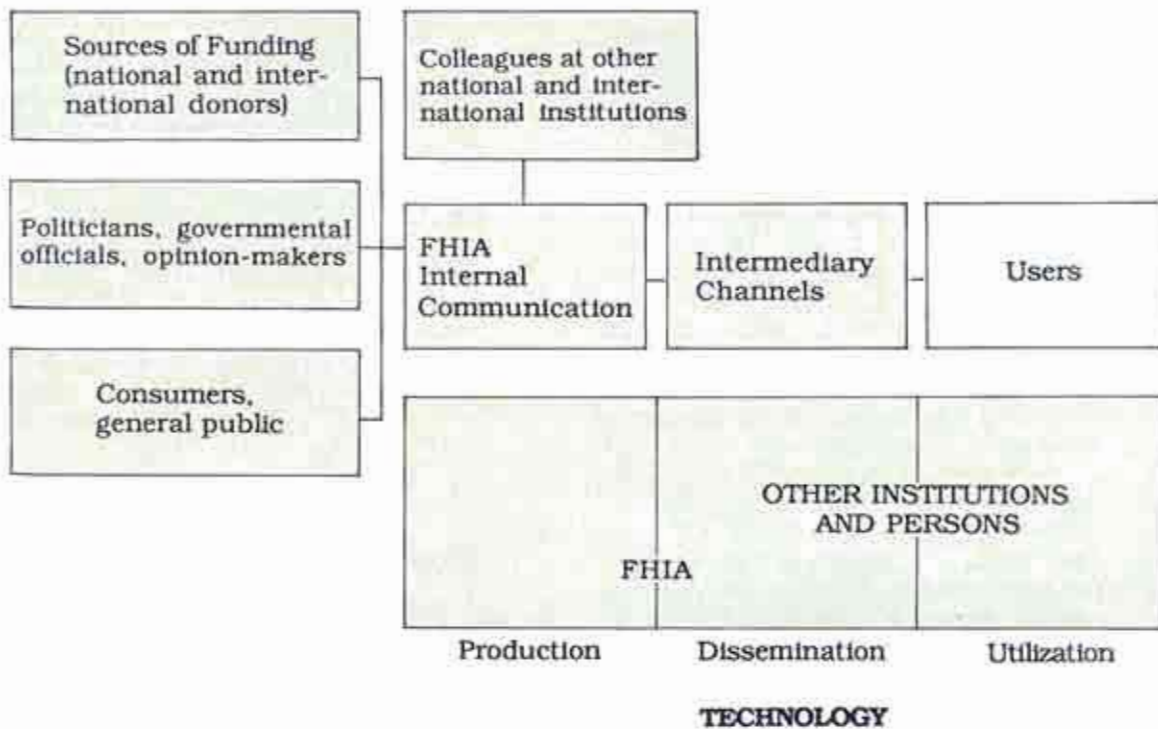 Sources of Funding
(national and inter-
national donors)
Colleagues at other
national and inter-
national institutions
Politicians, governmental
officials, opinion-makers
FHIA
Internal
Communication
Intermediary
Channels
Users
Consumers,
general public
OTHER INSTITUTIONS
AND PERSONS
FHIA
Production
Dissemination
Utilization
TECHNOLOGY